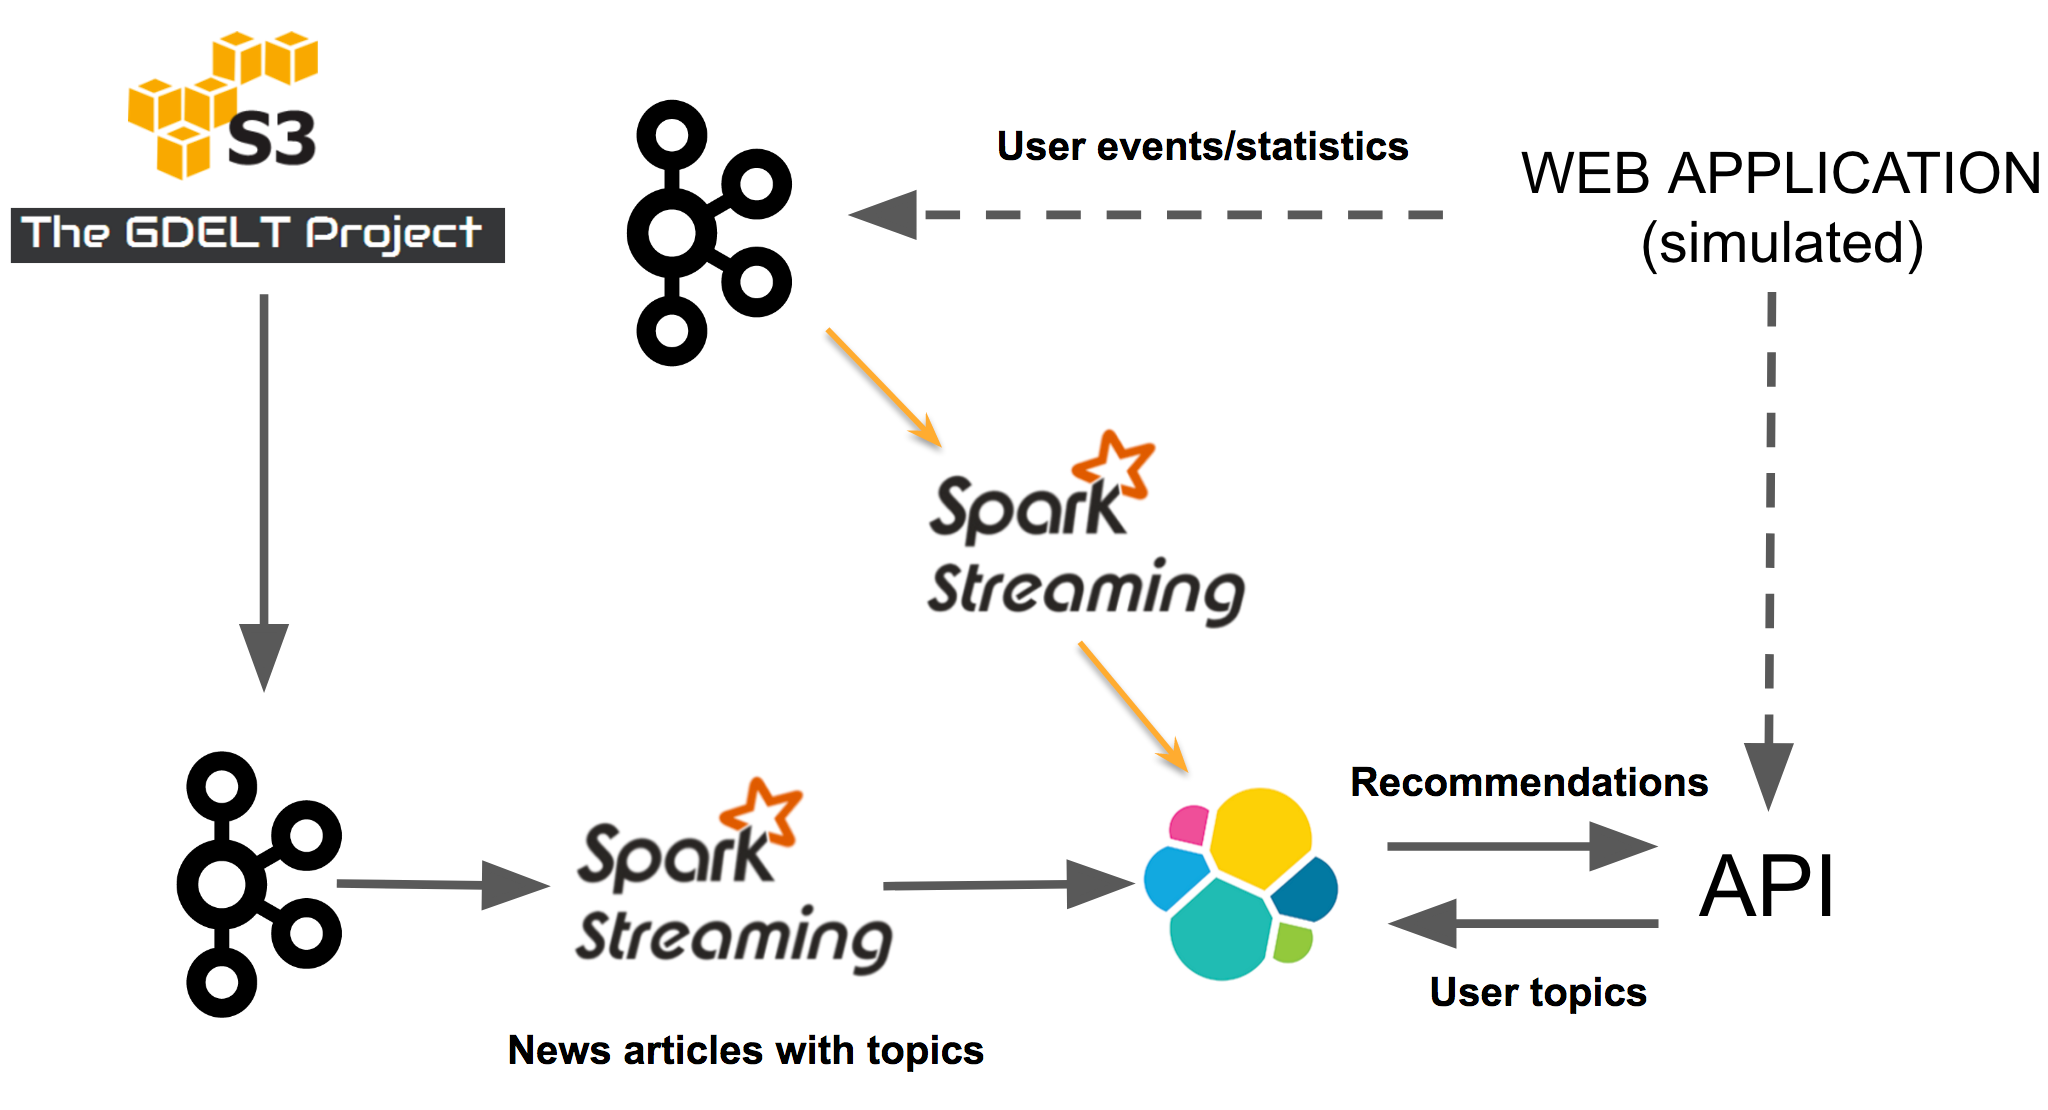 S3
The GDELT Project
User events/statistics
WEB APPLICATION
(simulated)
Spark
Streaming
Recommendations
Spark
Streaming
API
User topics
News articles with topics